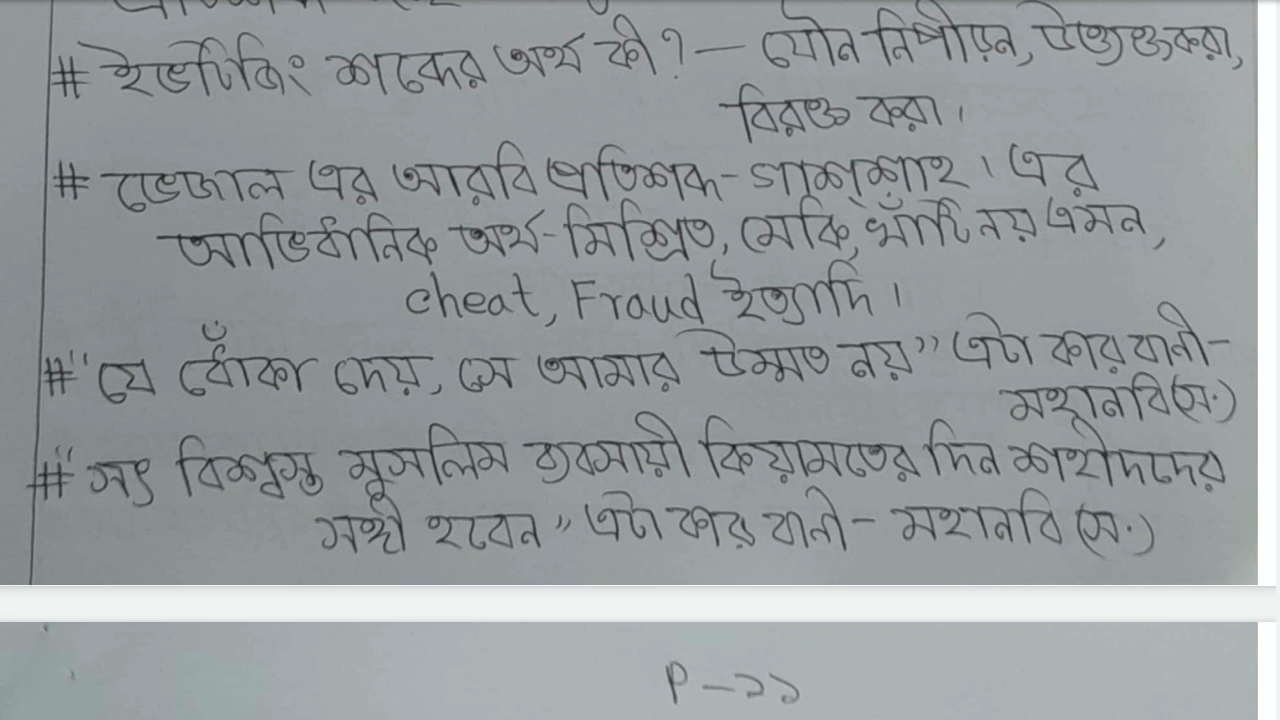 # ইভটিজিং শব্দের অর্থ কী? — যৌন নিপীড়ন, উত্ত্যক্ত করা,
বিরক্ত করা।
# ভেজাল এর আরবি প্রতিশব্দ - গাশ্শাহ। এর
আভিধানিক অর্থ - মিশ্রিত, মেকি, খাঁটি নয় এমন,
cheat, Fraud ইত্যাদি।
# "যে ধোঁকা দেয়, সে আমার উম্মত নয়" এটা কার বানী -
মহানবি (স.)
# "সৎ বিশ্বস্ত মুসলিম ব্যবসায়ী কিয়ামতের দিন শহীদদের
সঙ্গী হবেন" এটা কার বানী - মহানবি (স.)
P - ২২